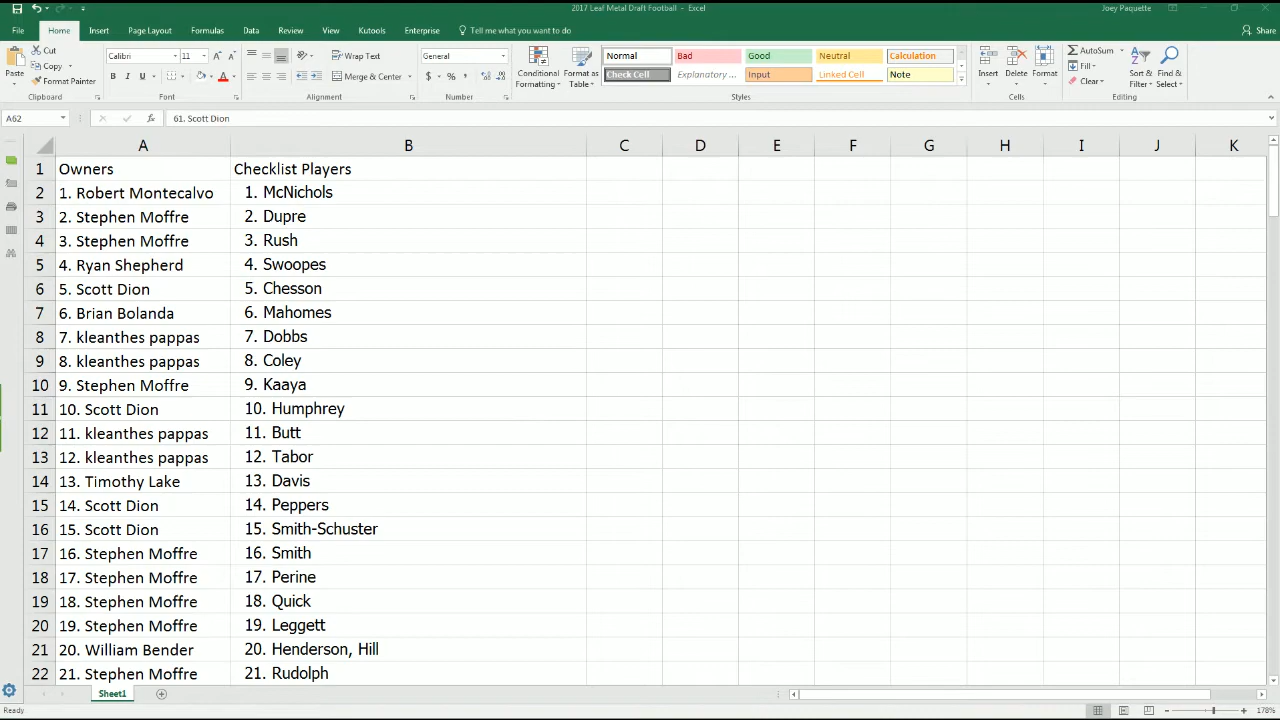 2017 Leaf Metal Draft Football - Excel
Joey Paquette
File Home Insert Page Layout Formulas Data Review View Kutools Enterprise Tell me what you want to do Share
Paste Cut Copy Format Painter Clipboard
Calibri 11 B I U A A A Font
Wrap Text Merge & Center Alignment
General $ % , Number
Conditional Formatting Format as Table
Normal Bad Good Neutral Calculation
Check Cell Explanatory ... Input Linked Cell Note
Styles
Insert Delete Format Cells
AutoSum Fill Clear Sort & Filter Find & Select Editing
A62 fx 61. Scott Dion
A B C D E F G H I J K
1 Owners Checklist Players
2 1. Robert Montecalvo 1. McNichols
3 2. Stephen Moffre 2. Dupre
4 3. Stephen Moffre 3. Rush
5 4. Ryan Shepherd 4. Swoopes
6 5. Scott Dion 5. Chesson
7 6. Brian Bolanda 6. Mahomes
8 7. kleanthes pappas 7. Dobbs
9 8. kleanthes pappas 8. Coley
10 9. Stephen Moffre 9. Kaaya
11 10. Scott Dion 10. Humphrey
12 11. kleanthes pappas 11. Butt
13 12. kleanthes pappas 12. Tabor
14 13. Timothy Lake 13. Davis
15 14. Scott Dion 14. Peppers
16 15. Scott Dion 15. Smith-Schuster
17 16. Stephen Moffre 16. Smith
18 17. Stephen Moffre 17. Perine
19 18. Stephen Moffre 18. Quick
20 19. Stephen Moffre 19. Leggett
21 20. William Bender 20. Henderson, Hill
22 21. Stephen Moffre 21. Rudolph
Sheet1
Ready 178%